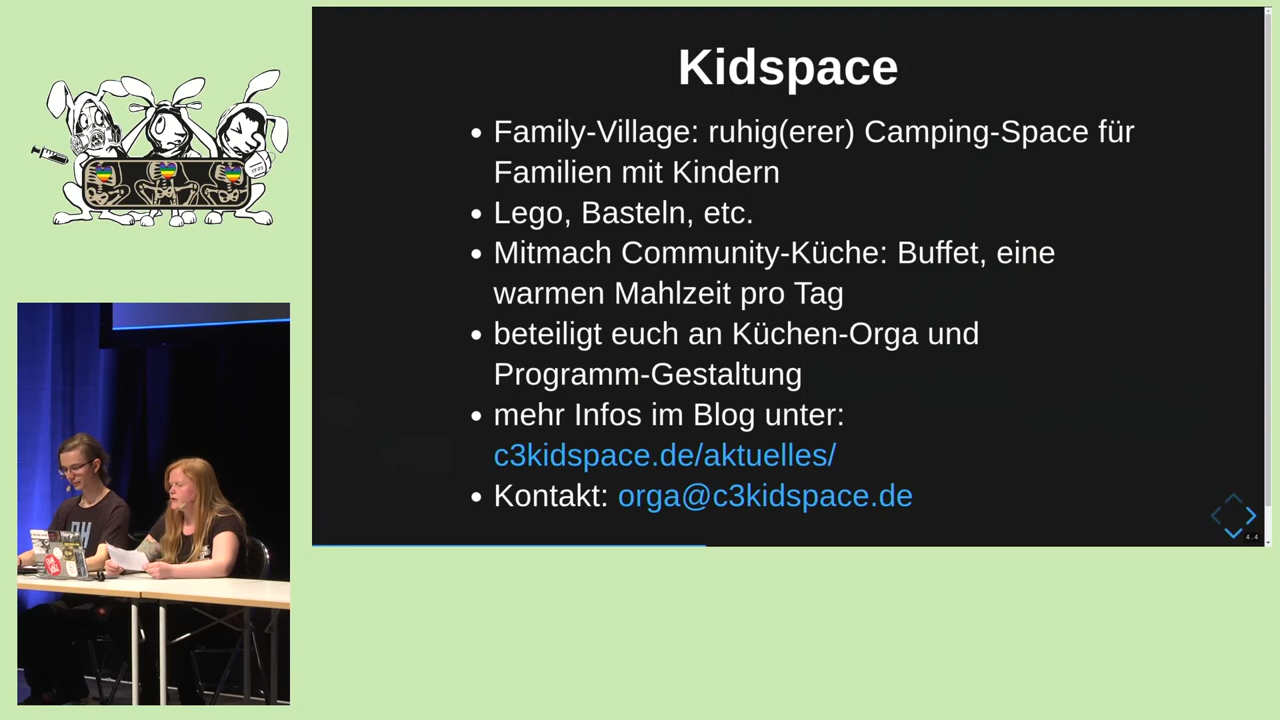 Kidspace
Family-Village: ruhig(erer) Camping-Space für
Familien mit Kindern
Lego, Basteln, etc.
Mitmach Community-Küche: Buffet, eine
warmen Mahlzeit pro Tag
beteiligt euch an Küchen-Orga und
Programm-Gestaltung
mehr Infos im Blog unter:
c3kidspace.de/aktuelles/
Kontakt: orga@c3kidspace.de
4.4